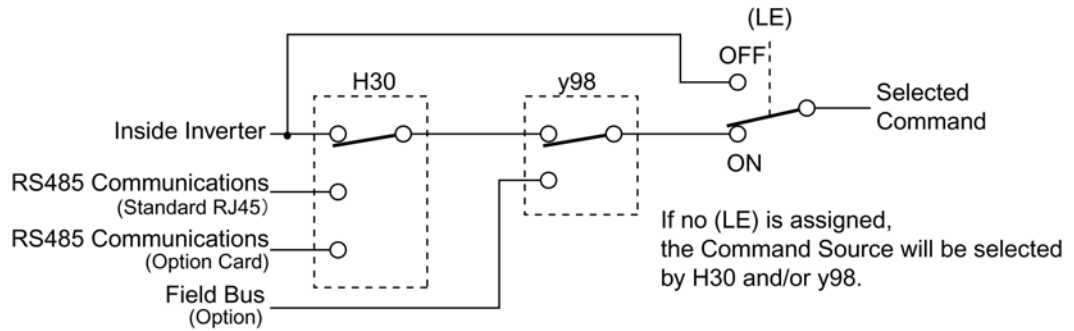 (LE)
OFF
H30
y98
Selected
Command
Inside Inverter
ON
RS485 Communications
(Standard RJ45)
RS485 Communications
(Option Card)
Field Bus
(Option)
If no (LE) is assigned,
the Command Source will be selected
by H30 and/or y98.